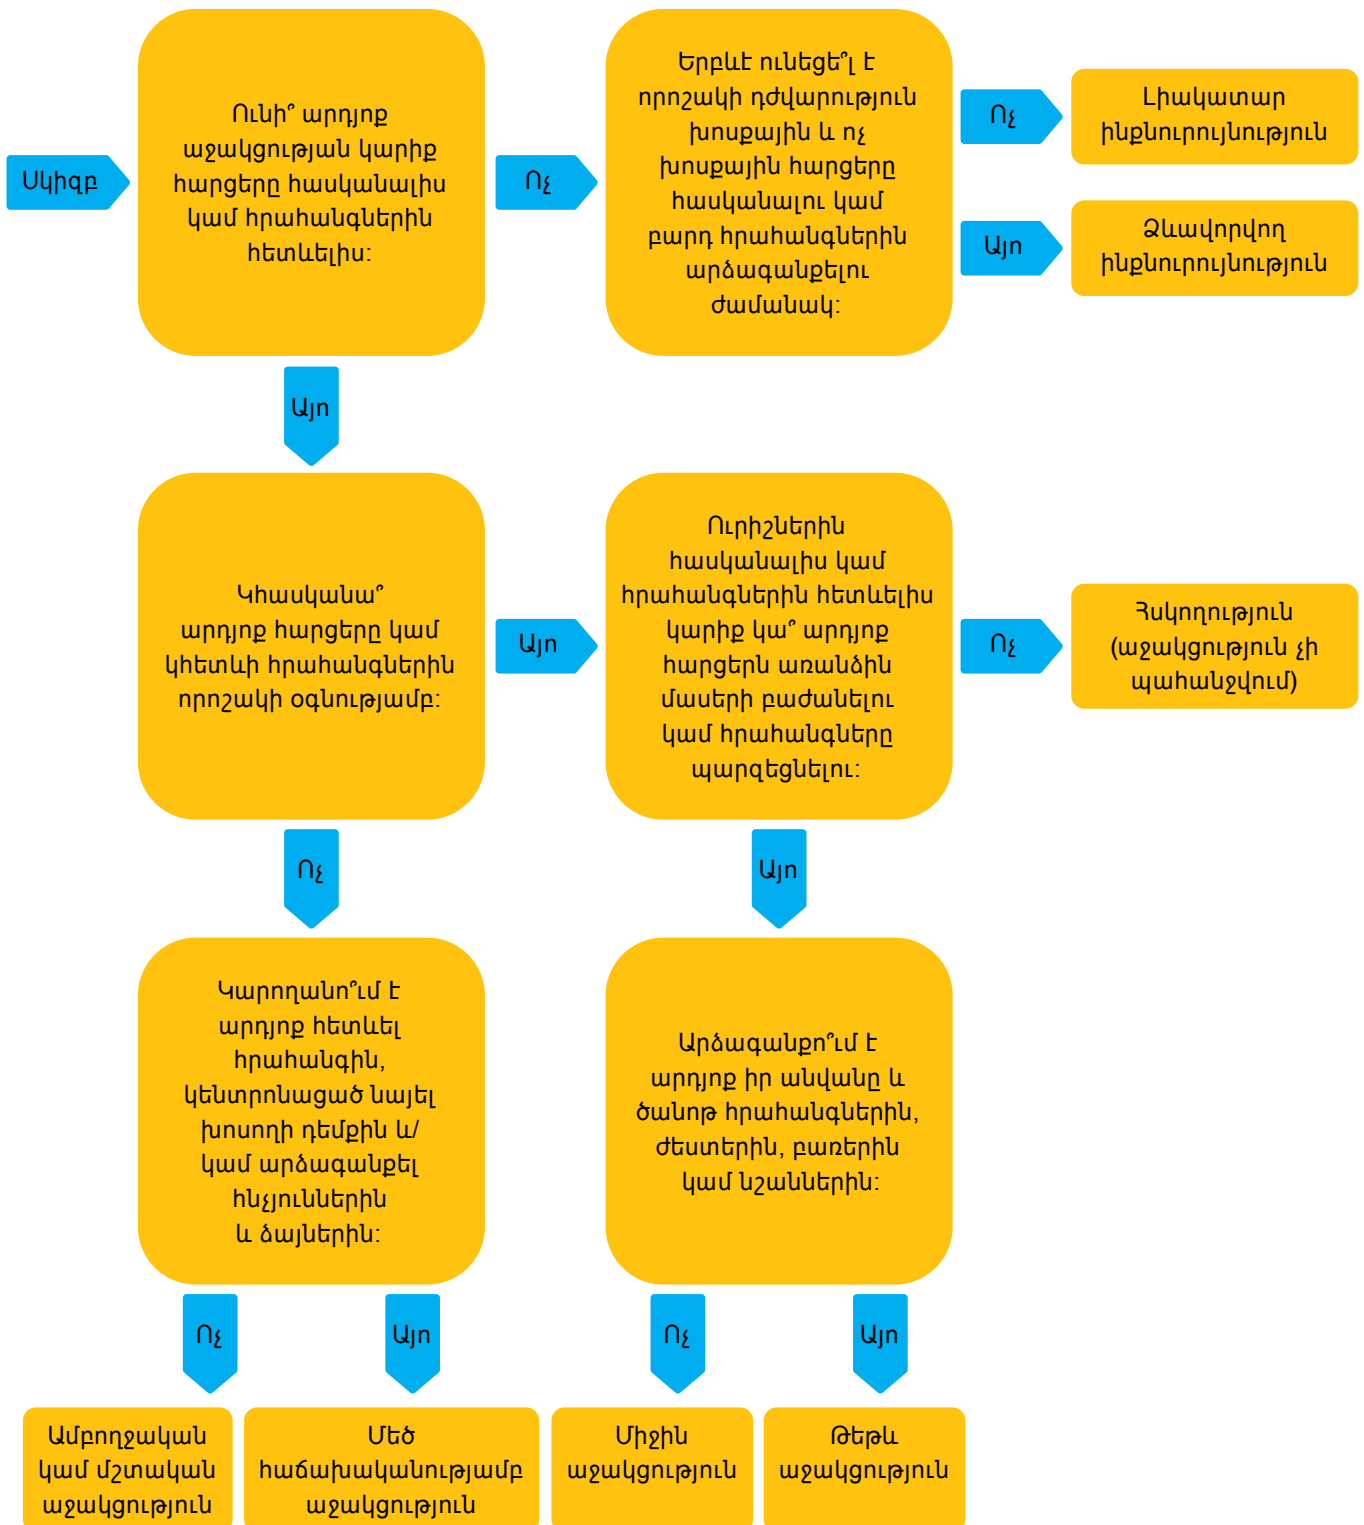 Սկիզբ
Ունի՞ արդյոք
աջակցության կարիք
հարցերը հասկանալիս
կամ հրահանգներին
հետևելիս:
Ոչ
Երբևէ ունեցե՞լ է
որոշակի դժվարություն
խոսքային և ոչ
խոսքային հարցերը
հասկանալու կամ
բարդ հրահանգներին
արձագանքելու
ժամանակ:
Ոչ
Լիակատար
ինքնուրույնություն
Այո
Ձևավորվող
ինքնուրույնություն
Այո
Կհասկանա՞
արդյոք հարցերը կամ
կհետևի հրահանգներին
որոշակի օգնությամբ:
Այո
Ուրիշներին
հասկանալիս կամ
հրահանգներին հետևելիս
կարիք կա՞ արդյոք
հարցերն առանձին
մասերի բաժանելու
կամ հրահանգները
պարզեցնելու:
Ոչ
Հսկողություն
(աջակցություն չի
պահանջվում)
Ոչ
Այո
Կարողանո՞ւմ է
արդյոք հետևել
հրահանգին,
կենտրոնացած նայել
խոսողի դեմքին և/
կամ արձագանքել
հնչյուններին
և ձայներին:
Արձագանքո՞ւմ է
արդյոք իր անվանը և
ծանոթ հրահանգներին,
ժեստերին, բառերին
կամ նշաններին:
Ոչ
Այո
Ոչ
Այո
Ամբողջական
կամ մշտական
աջակցություն
Մեծ
հաճախականությամբ
աջակցություն
Միջին
աջակցություն
Թեթև
աջակցություն